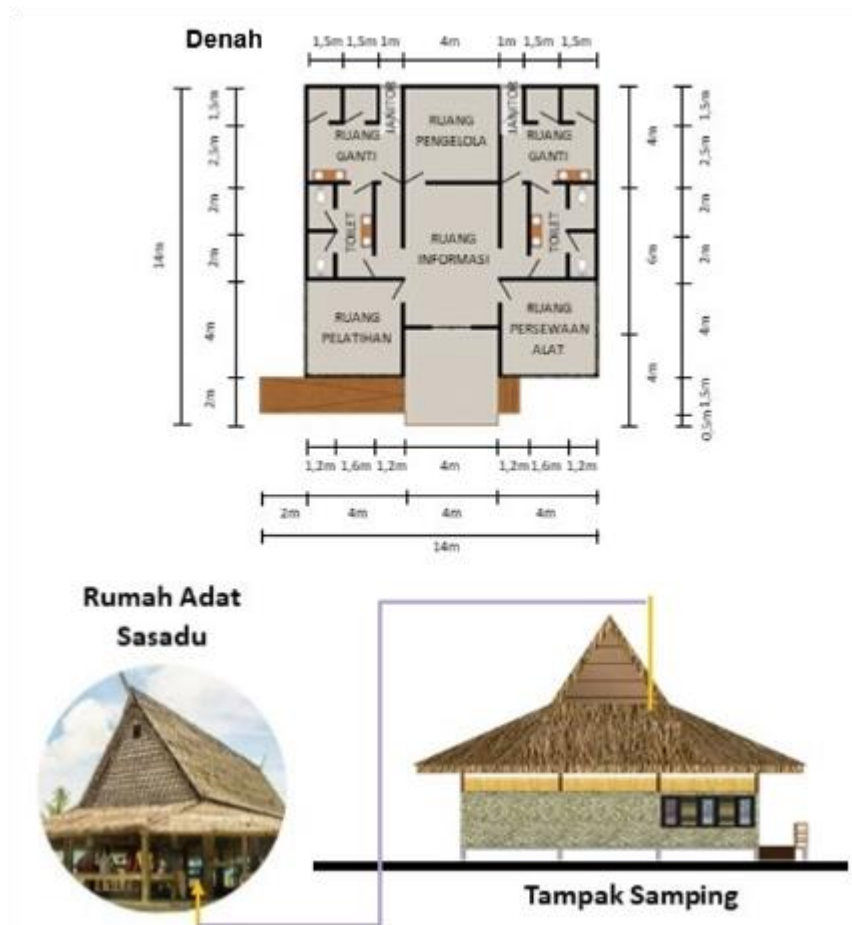 Denah
1,5m 1,5m 1m 4m 1m 1,5m 1,5m
JANITOR
JANITOR
RUANG
PENGELOLA
RUANG
GANTI
RUANG
GANTI
TOILET
RUANG
INFORMASI
TOILET
RUANG
PELATIHAN
RUANG
PERSEWAAN
ALAT
14m
1,5m
2,5m
2m
2m
4m
2m
4m
6m
4m
1,5m
2,5m
2m
2m
4m
1,5m
0,5m
1,2m 1,6m 1,2m 4m 1,2m 1,6m 1,2m
2m 4m 4m 4m
14m
Rumah Adat
Sasadu
Tampak Samping